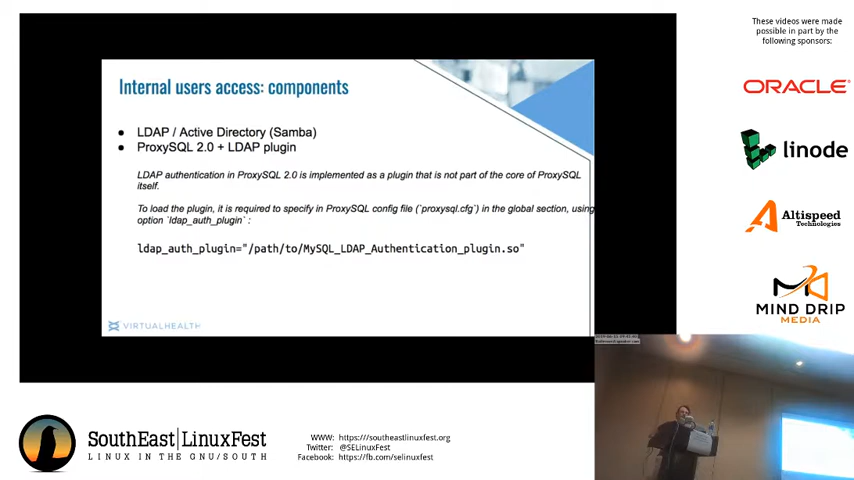 These videos were made
possible in part by the
following sponsors:
ORACLE
linode
Altispeed
Technologies
MIND DRIP
MEDIA
Internal users access: components
● LDAP / Active Directory (Samba)
● ProxySQL 2.0 + LDAP plugin
LDAP authentication in ProxySQL 2.0 is implemented as a plugin that is not part of the core of ProxySQL
itself.
To load the plugin, it is required to specify in ProxySQL config file (`proxysql.cfg`) in the global section, using
option `ldap_auth_plugin` :
ldap_auth_plugin="/path/to/MySQL_LDAP_Authentication_plugin.so"
VIRTUALHEALTH
SouthEast|LinuxFest
LINUX IN THE GNU/SOUTH
WWW: https:///southeastlinuxfest.org
Twitter: @SELinuxFest
Facebook: https://fb.com/selinuxfest